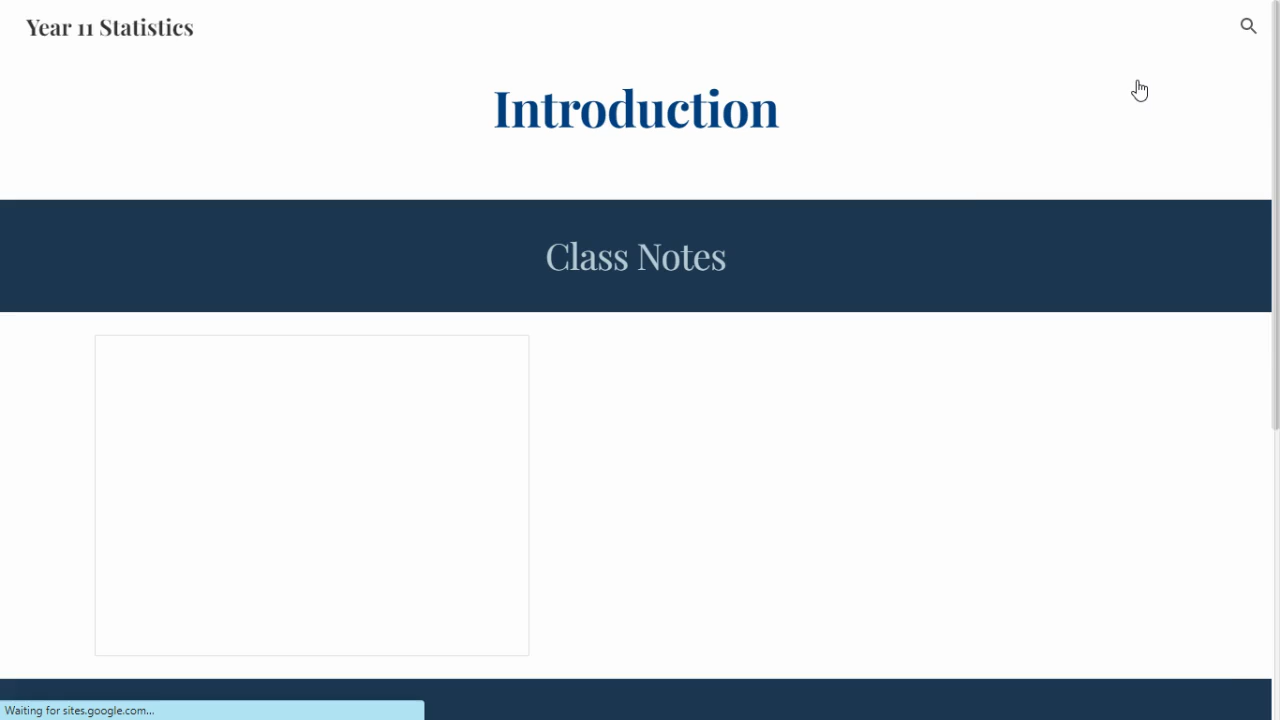 Year 11 Statistics
Introduction
Class Notes
Waiting for sites.google.com...